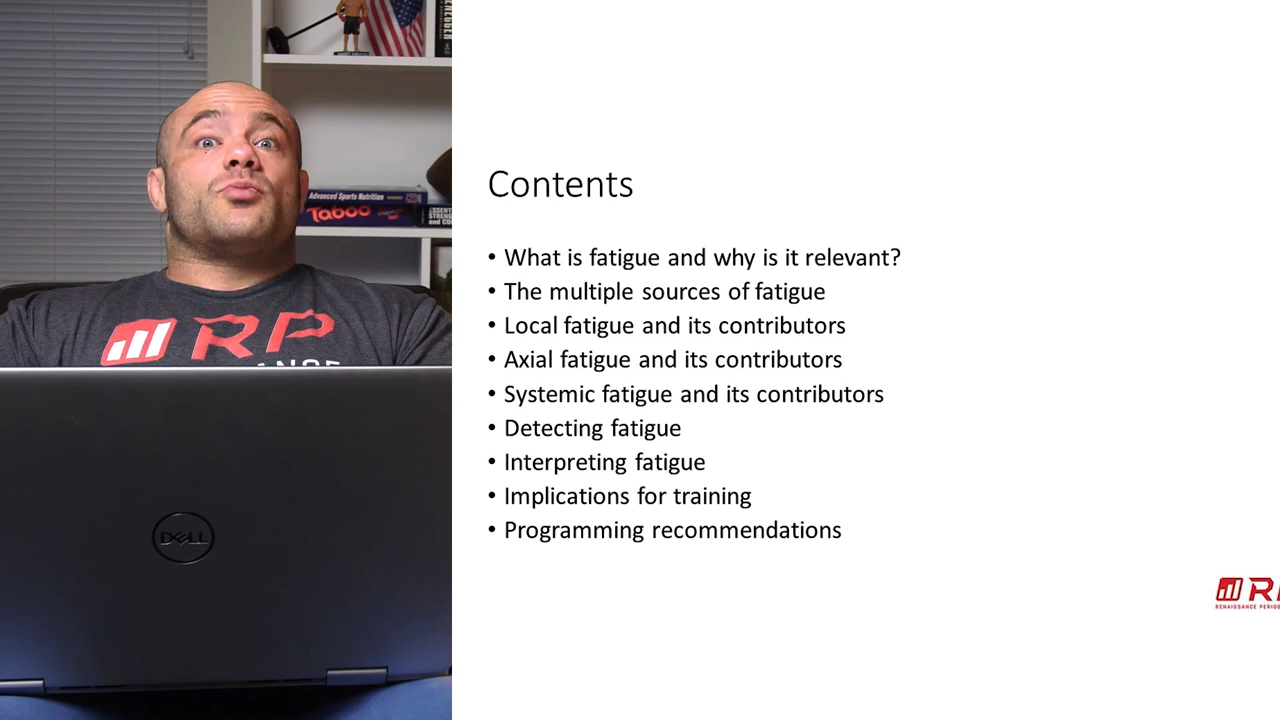 Advanced Sports Nutrition
Taboo
RP
DELL
Contents
• What is fatigue and why is it relevant?
• The multiple sources of fatigue
• Local fatigue and its contributors
• Axial fatigue and its contributors
• Systemic fatigue and its contributors
• Detecting fatigue
• Interpreting fatigue
• Implications for training
• Programming recommendations
RENAISSANCE